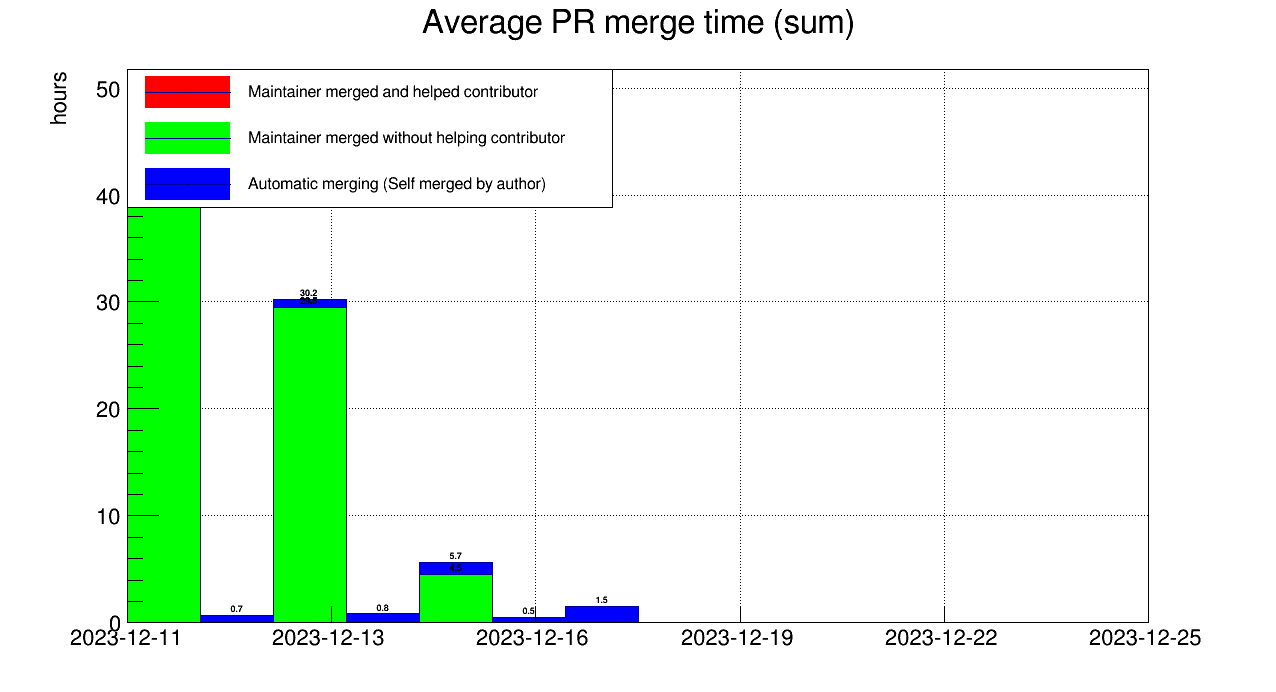 Average PR merge time (sum)
hours
Maintainer merged and helped contributor
Maintainer merged without helping contributor
Automatic merging (Self merged by author)
50
40
30
20
10
0
30.2
5.7
4.5
0.7
0.8
0.5
1.5
2023-12-11 2023-12-13 2023-12-16 2023-12-19 2023-12-22 2023-12-25